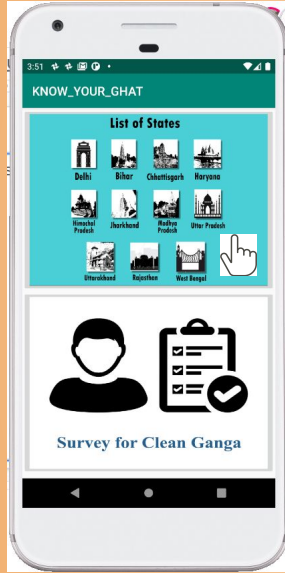 3:51
KNOW_YOUR_GHAT
List of States
Delhi Bihar Chhattisgarh Haryana
Himachal Pradesh Jharkhand Madhya Pradesh Uttar Pradesh
Uttarakhand Rajasthan West Bengal
Survey for Clean Ganga